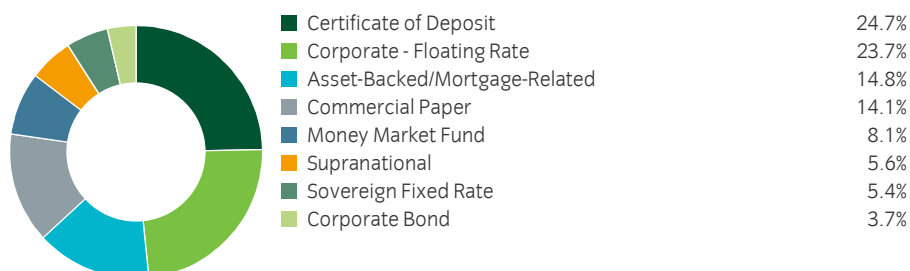 Certificate of Deposit 24.7%
Corporate - Floating Rate 23.7%
Asset-Backed/Mortgage-Related 14.8%
Commercial Paper 14.1%
Money Market Fund 8.1%
Supranational 5.6%
Sovereign Fixed Rate 5.4%
Corporate Bond 3.7%